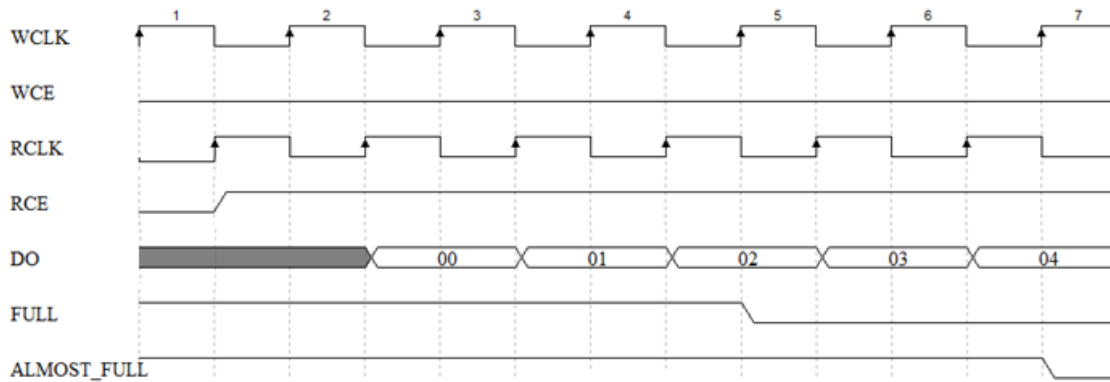 1 2 3 4 5 6 7
WCLK
WCE
RCLK
RCE
DO 00 01 02 03 04
FULL
ALMOST_FULL